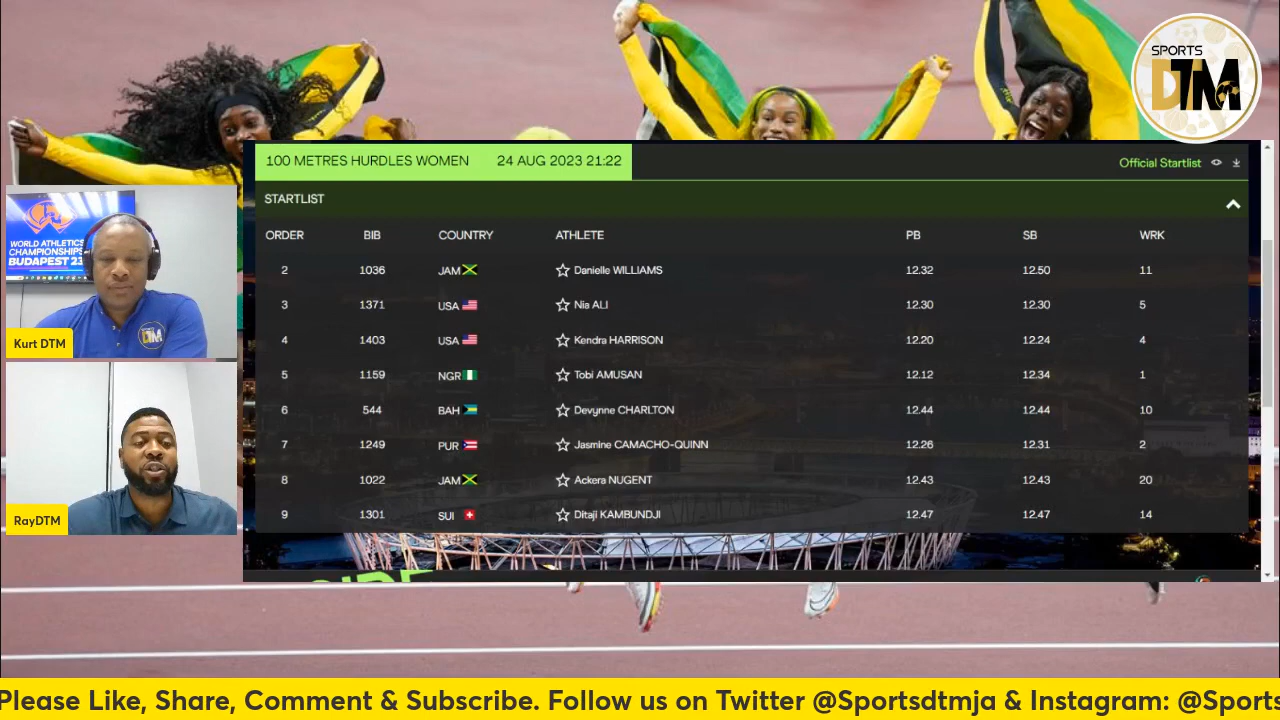 SPORTS
DTM
100 METRES HURDLES WOMEN 24 AUG 2023 21:22 Official Startlist
STARTLIST
ORDER BIB COUNTRY ATHLETE PB SB WRK
2 1036 JAM Danielle WILLIAMS 12.32 12.50 11
3 1371 USA Nia ALI 12.30 12.30 5
4 1403 USA Kendra HARRISON 12.20 12.24 4
5 1159 NGR Tobi AMUSAN 12.12 12.34 1
6 544 BAH Devynne CHARLTON 12.44 12.44 10
7 1249 PUR Jasmine CAMACHO-QUINN 12.26 12.31 2
8 1022 JAM Ackera NUGENT 12.43 12.43 20
9 1301 SUI Ditaji KAMBUNDJI 12.47 12.47 14
WORLD ATHLETICS
CHAMPIONSHIPS
BUDAPEST 23
DTM
Kurt DTM
RayDTM
Please Like, Share, Comment & Subscribe. Follow us on Twitter @Sportsdtmja & Instagram: @Sports